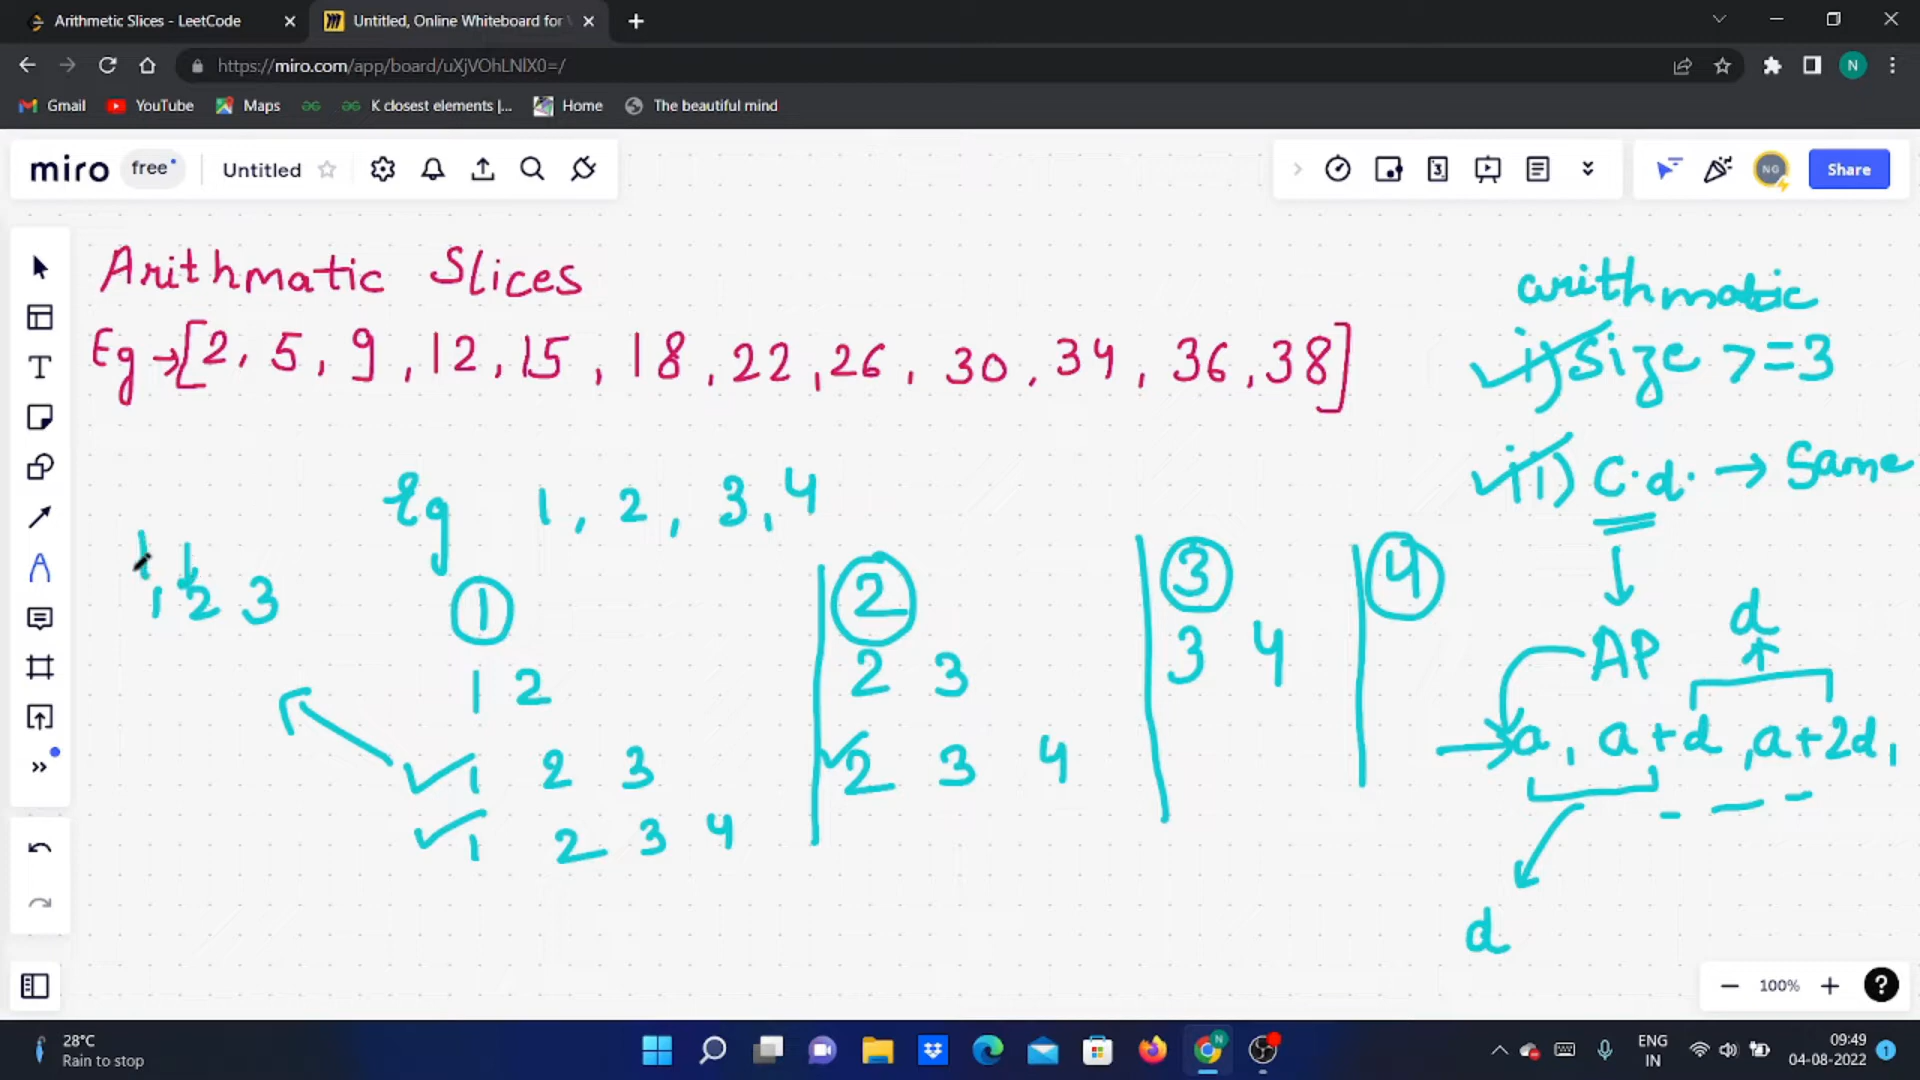 Arithmetic Slices - LeetCode
Untitled, Online Whiteboard for
https://miro.com/app/board/uXjVOhLNlX0=/
N
Gmail
YouTube
Maps
K closest elements |...
Home
The beautiful mind
miro
free
Untitled
NG
Share
Arithmatic Slices
Eg → [2, 5, 9, 12, 15, 18, 22, 26, 30, 34, 36, 38]
arithmatic
i) Size >= 3
ii) C.d. → Same
Eg 1, 2, 3, 4
1 2 3
1
2
3
4
1 2
2 3
3 4
1 2 3
2 3 4
1 2 3 4
d
AP
a, a+d, a+2d,
d
100%
28°C
Rain to stop
ENG
IN
09:49
04-08-2022
1